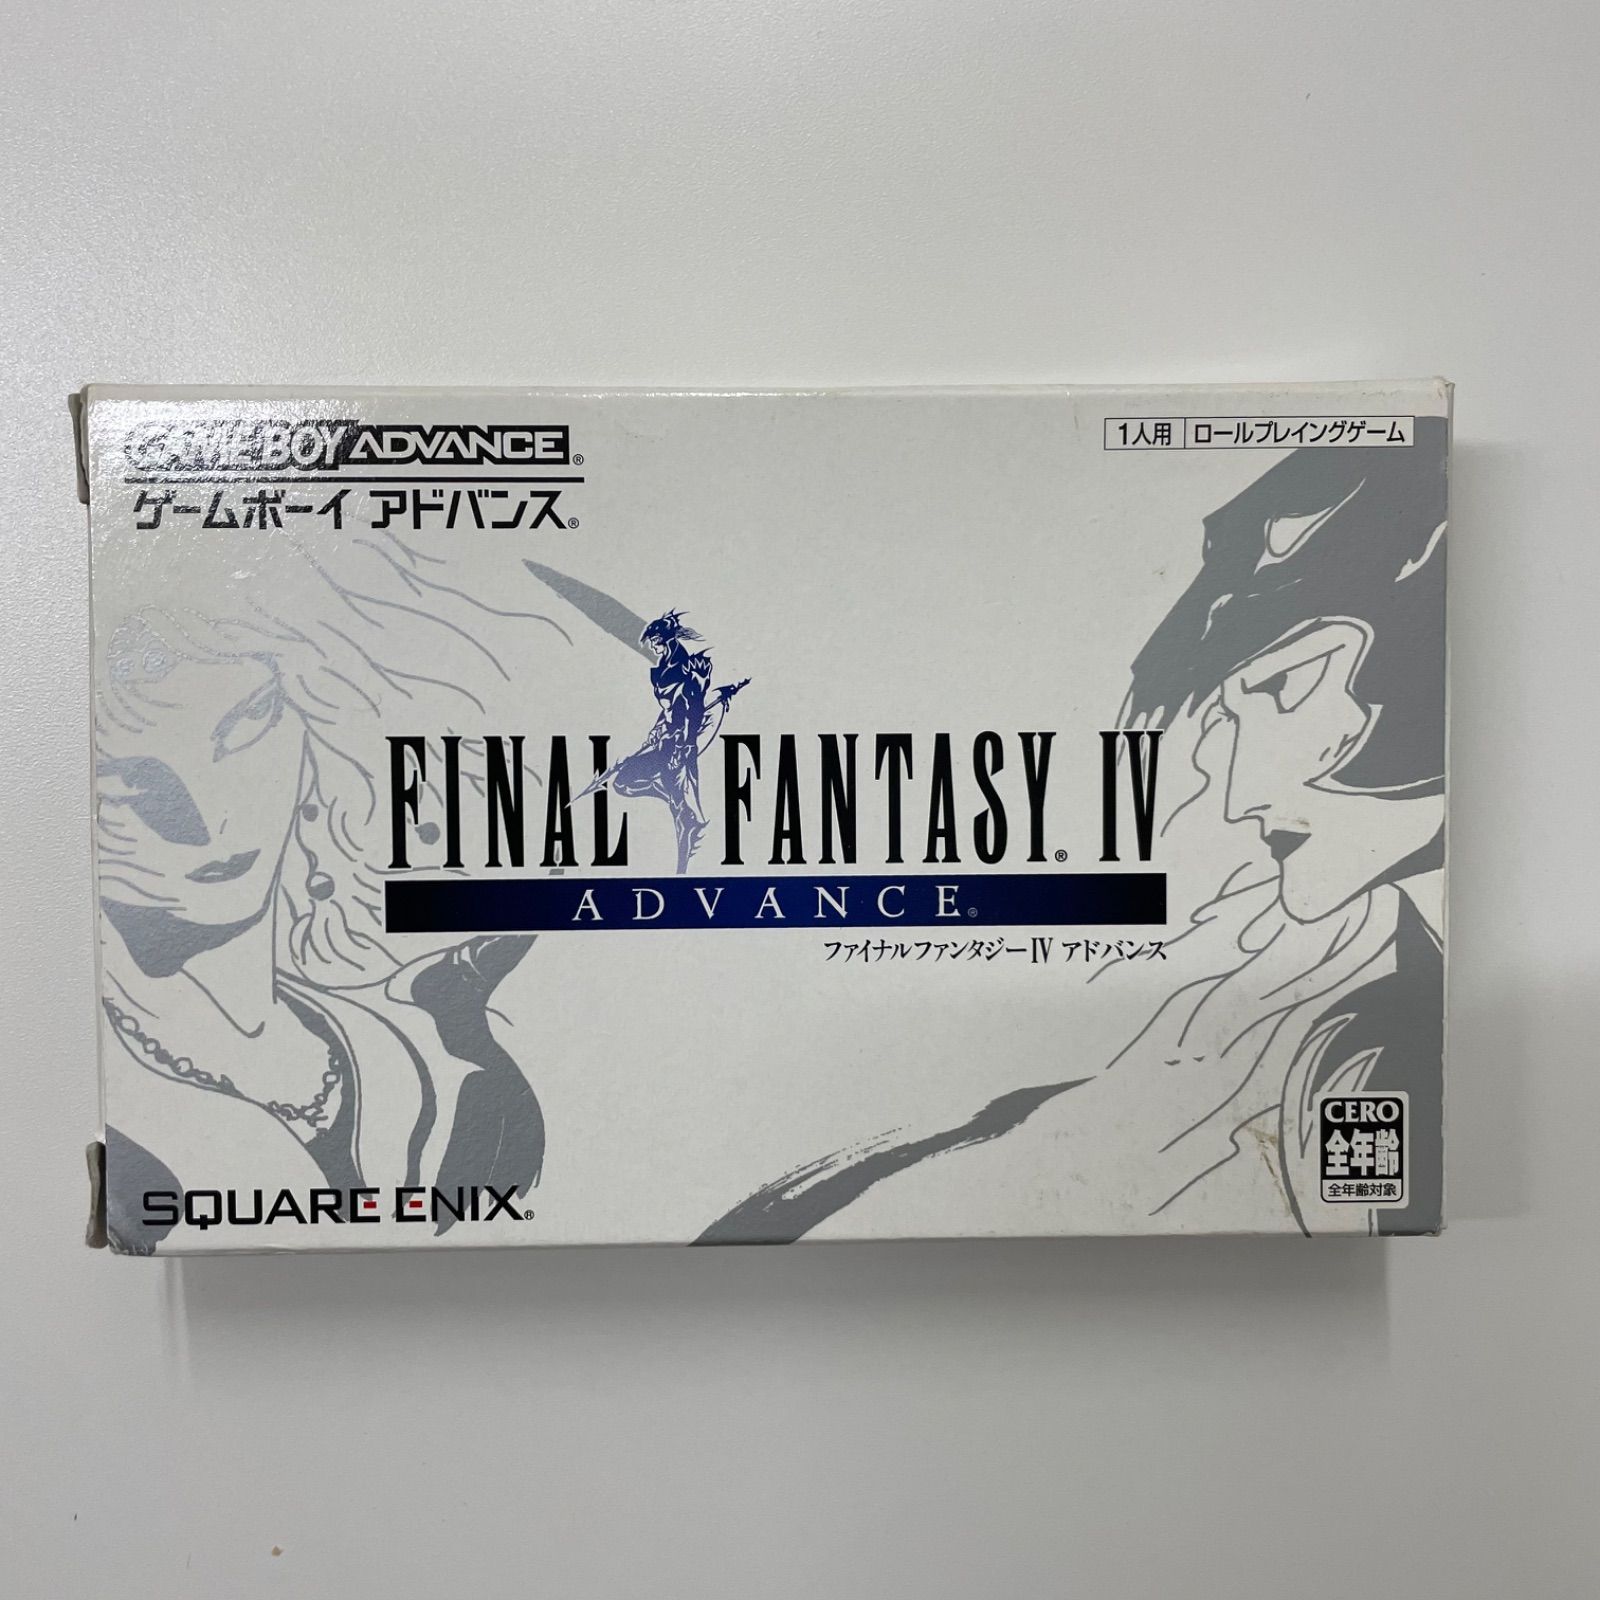 GAME BOY ADVANCE®
ゲームボーイ アドバンス®
1人用 ロールプレイングゲーム
FINAL FANTASY® IV
ADVANCE®
ファイナルファンタジーIV アドバンス
CERO
全年齢
全年齢対象
SQUARE ENIX®